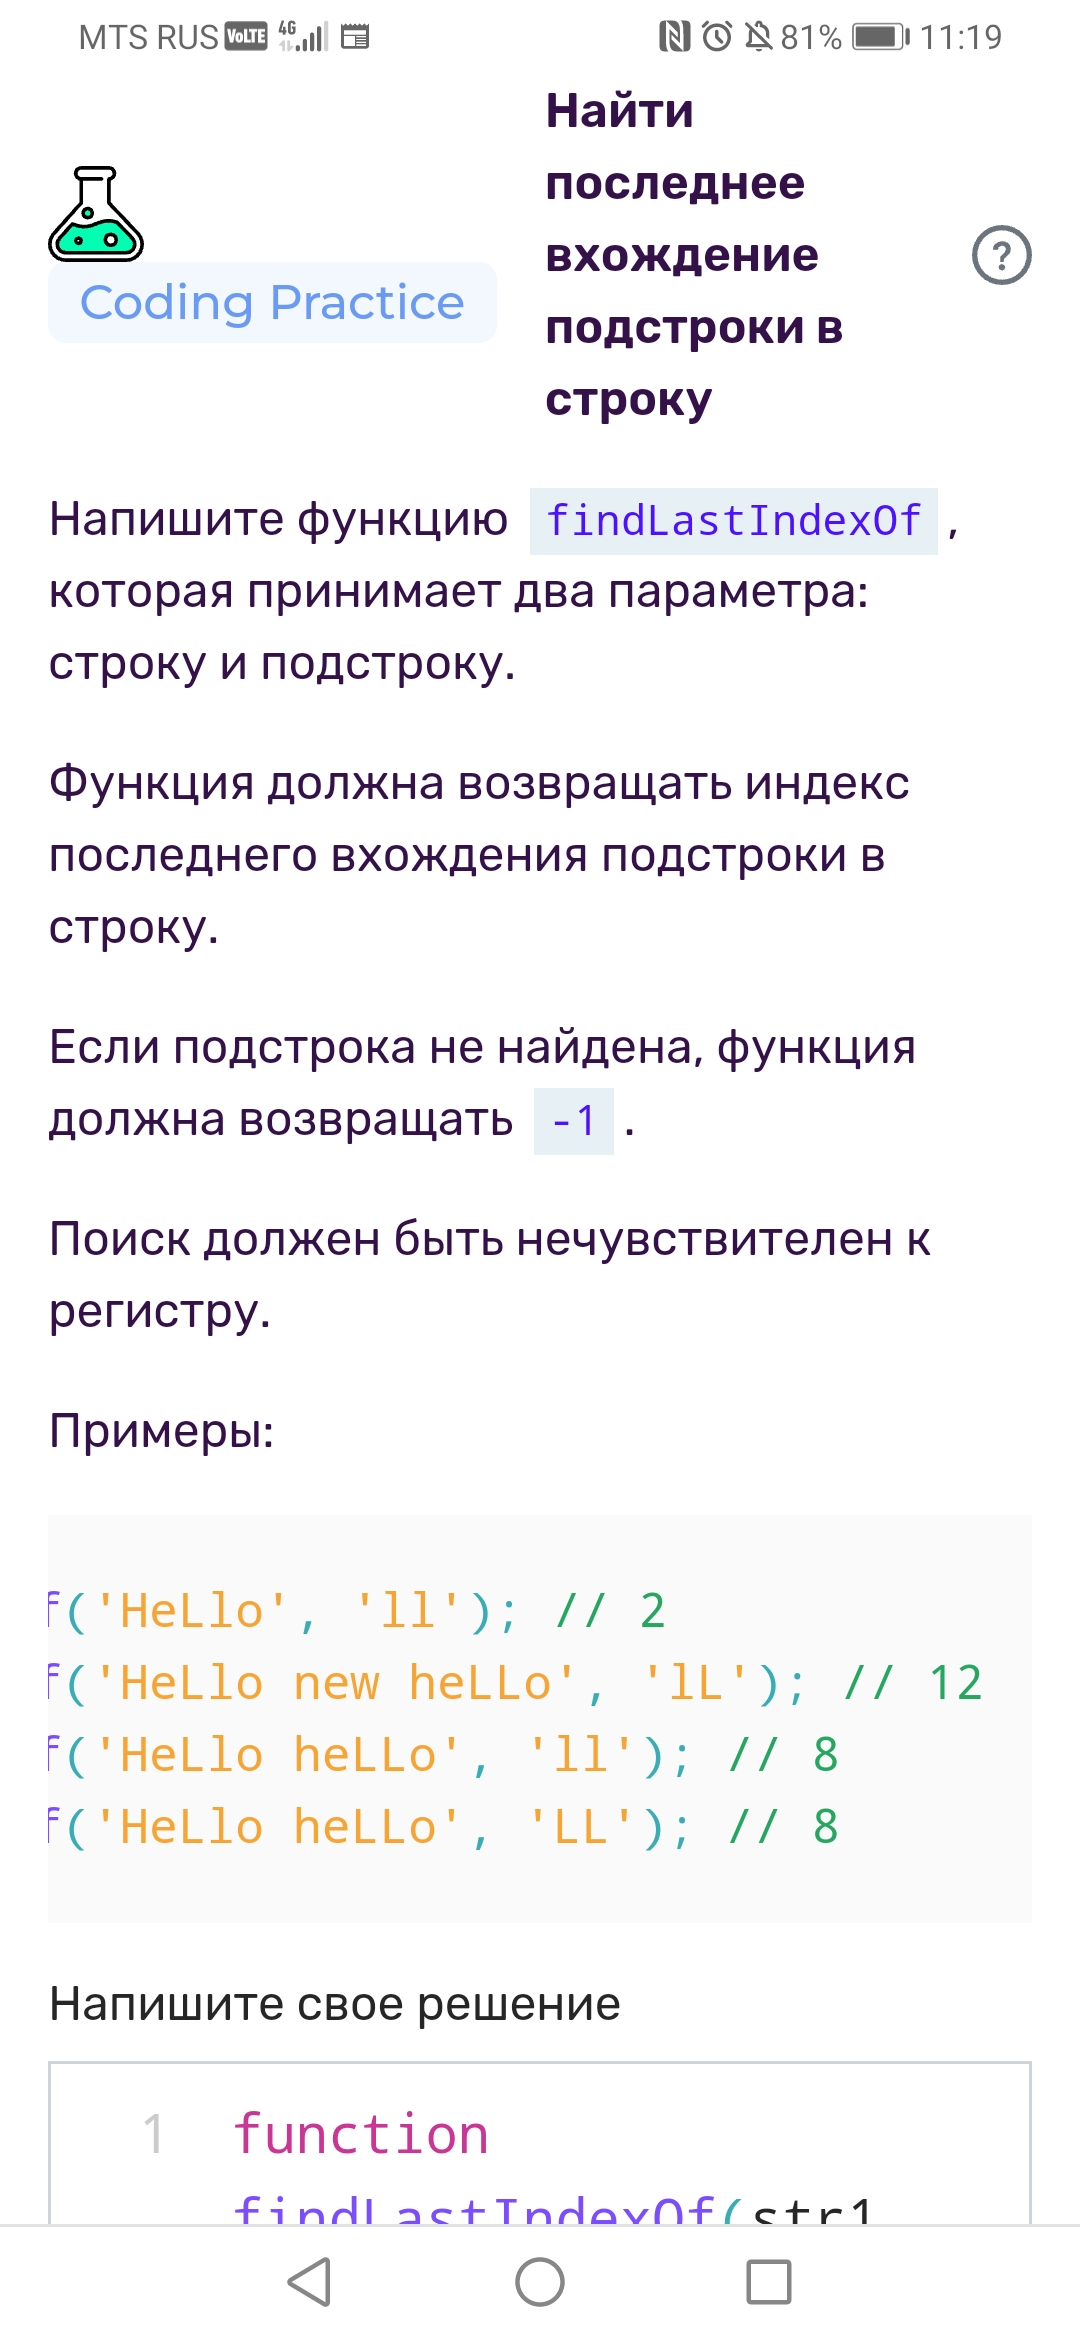 MTS RUS VoLTE 4G 81% 11:19
Найти
последнее
вхождение
подстроки в
строку
?
Coding Practice
Напишите функцию findLastIndexOf ,
которая принимает два параметра:
строку и подстроку.
Функция должна возвращать индекс
последнего вхождения подстроки в
строку.
Если подстрока не найдена, функция
должна возвращать -1 .
Поиск должен быть нечувствителен к
регистру.
Примеры:
f('HeLlo', 'll'); // 2
f('HeLlo new heLLo', 'lL'); // 12
f('HeLlo heLLo', 'll'); // 8
f('HeLlo heLLo', 'LL'); // 8
Напишите свое решение
1 function
findLastIndexOf(str1